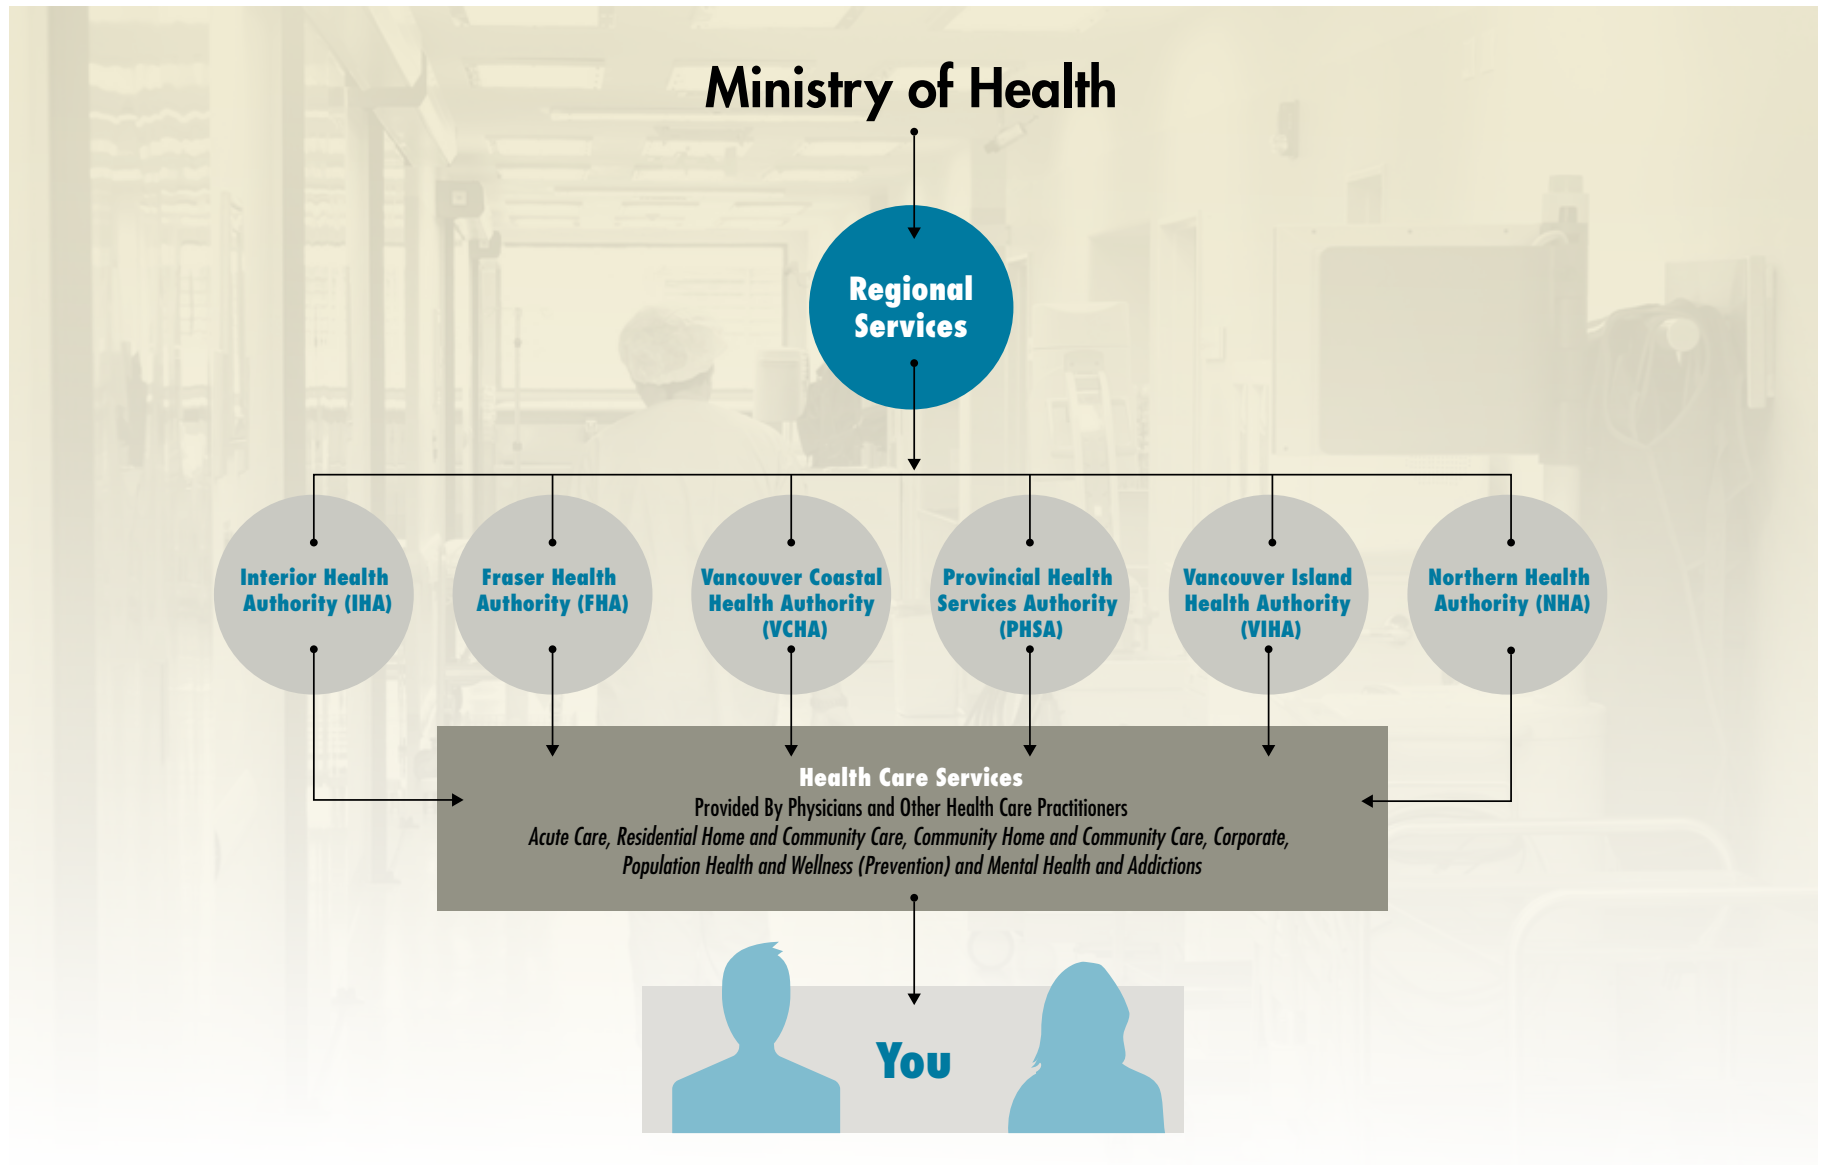 Ministry of Health
Regional
Services
Interior Health
Authority (IHA)
Fraser Health
Authority (FHA)
Vancouver Coastal
Health Authority
(VCHA)
Provincial Health
Services Authority
(PHSA)
Vancouver Island
Health Authority
(VIHA)
Northern Health
Authority (NHA)
Health Care Services
Provided By Physicians and Other Health Care Practitioners
Acute Care, Residential Home and Community Care, Community Home and Community Care, Corporate,
Population Health and Wellness (Prevention) and Mental Health and Addictions
You